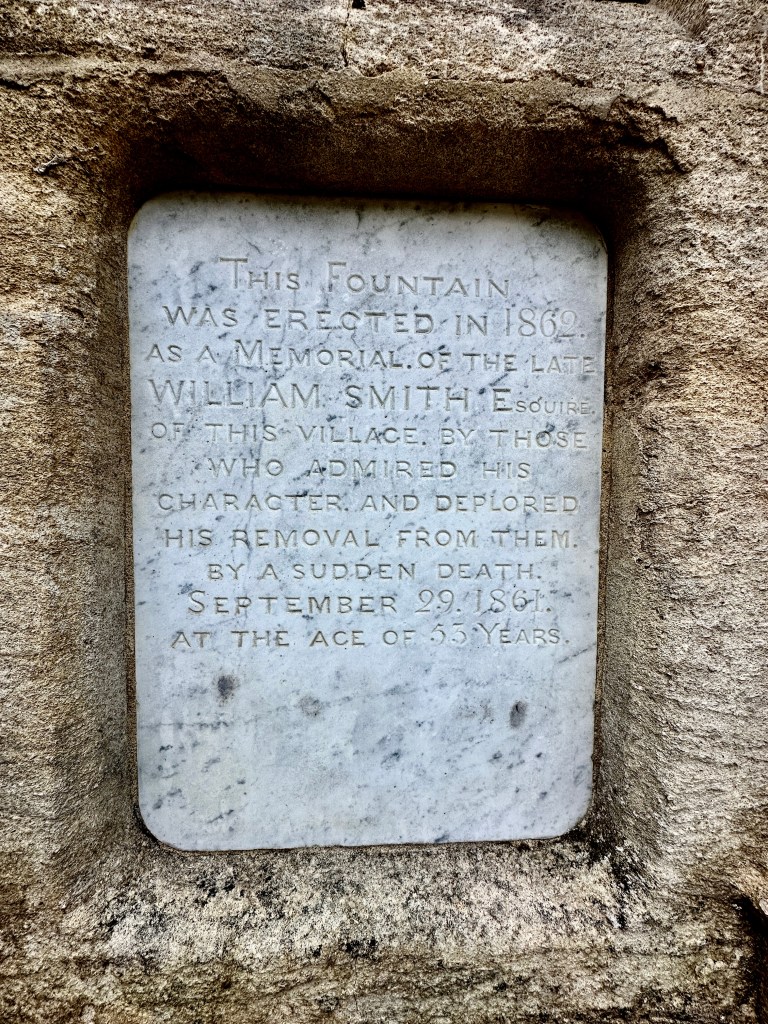 THIS FOUNTAIN
WAS ERECTED IN 1862.
AS A MEMORIAL. OF THE LATE
WILLIAM SMITH ESQUIRE.
OF THIS VILLAGE. BY THOSE
WHO ADMIRED HIS
CHARACTER. AND DEPLORED
HIS REMOVAL FROM THEM.
BY A SUDDEN DEATH.
SEPTEMBER 29. 1861.
AT THE AGE OF 53 YEARS.